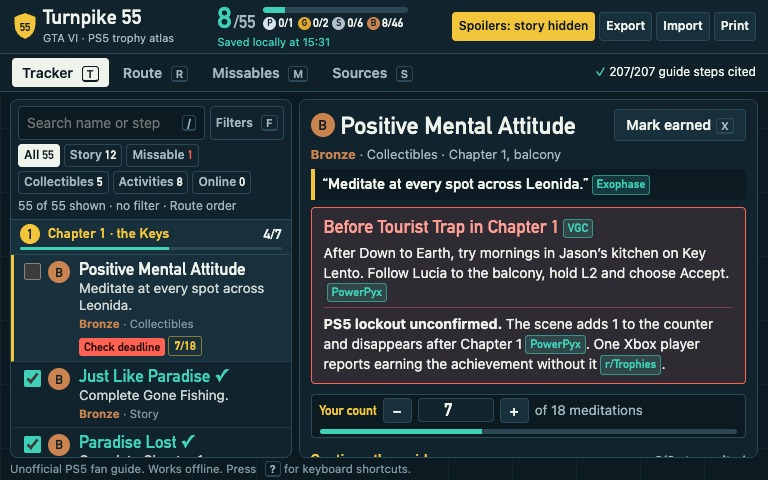 55
Turnpike 55
GTA VI · PS5 trophy atlas
8/55
P 0/1 G 0/2 S 0/6 B 8/46
Saved locally at 15:31
Spoilers: story hidden
Export
Import
Print
Tracker T
Route R
Missables M
Sources S
✓ 207/207 guide steps cited
Search name or step /
Filters F
All 55
Story 12
Missable 1
Collectibles 5
Activities 8
Online 0
55 of 55 shown · no filter · Route order
1 Chapter 1 · the Keys 4/7
B Positive Mental Attitude
Meditate at every spot across
Leonida.
Bronze · Collectibles
Check deadline 7/18
B Just Like Paradise ✓
Complete Gone Fishing.
Bronze · Story
B Paradise Lost ✓
B Positive Mental Attitude
Mark earned X
Bronze · Collectibles · Chapter 1, balcony
“Meditate at every spot across Leonida.” Exophase
Before Tourist Trap in Chapter 1 VGC
After Down to Earth, try mornings in Jason’s kitchen on Key
Lento. Follow Lucia to the balcony, hold L2 and choose Accept.
PowerPyx
PS5 lockout unconfirmed. The scene adds 1 to the counter
and disappears after Chapter 1 PowerPyx. One Xbox player
reports earning the achievement without it r/Trophies.
Your count − 7 + of 18 meditations
Unofficial PS5 fan guide. Works offline. Press ? for keyboard shortcuts.